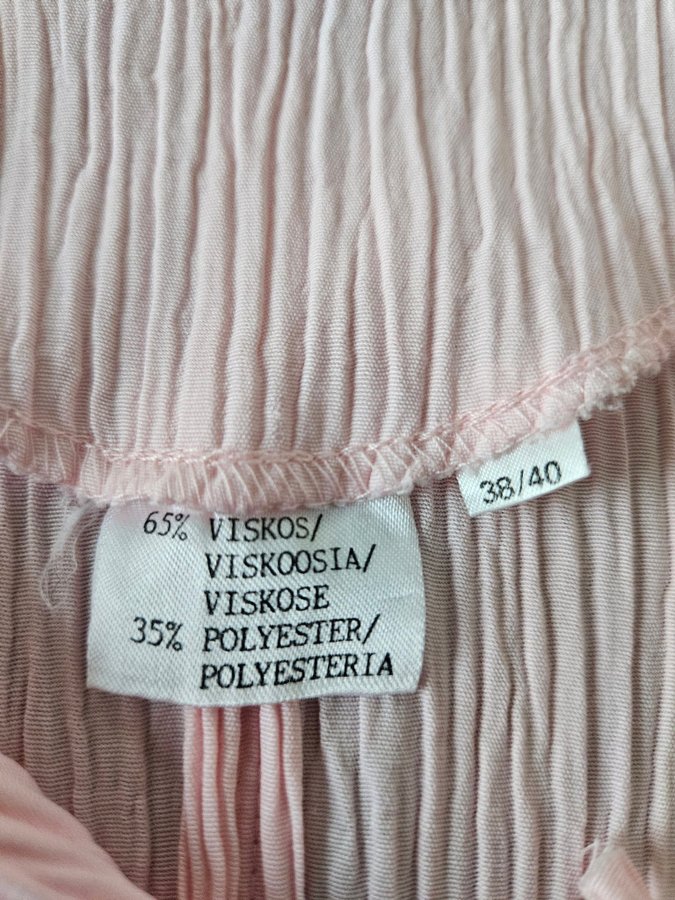 38/40
65% VISKOS/
VISKOOSIA/
VISKOSE
35% POLYESTER/
POLYESTERIA